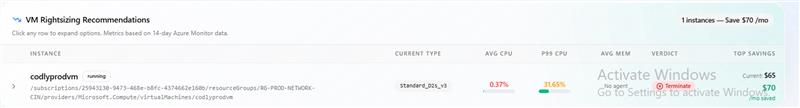 VM Rightsizing Recommendations
1 instances — Save $70 /mo
Click any row to expand options. Metrics based on 14-day Azure Monitor data.
INSTANCE CURRENT TYPE AVG CPU P99 CPU AVG MEM VERDICT TOP SAVINGS
codlyprodvm running
/subscriptions/25943130-9473-468e-b8fc-4374662e160b/resourceGroups/RG-PROD-NETWORK-CIN/providers/Microsoft.Compute/virtualMachines/codlyprodvm
Standard_D2s_v3
0.37%
31.65%
No agent
Terminate
Current: $65
$70
/mo saved
Activate Windows
Go to Settings to activate Windows.